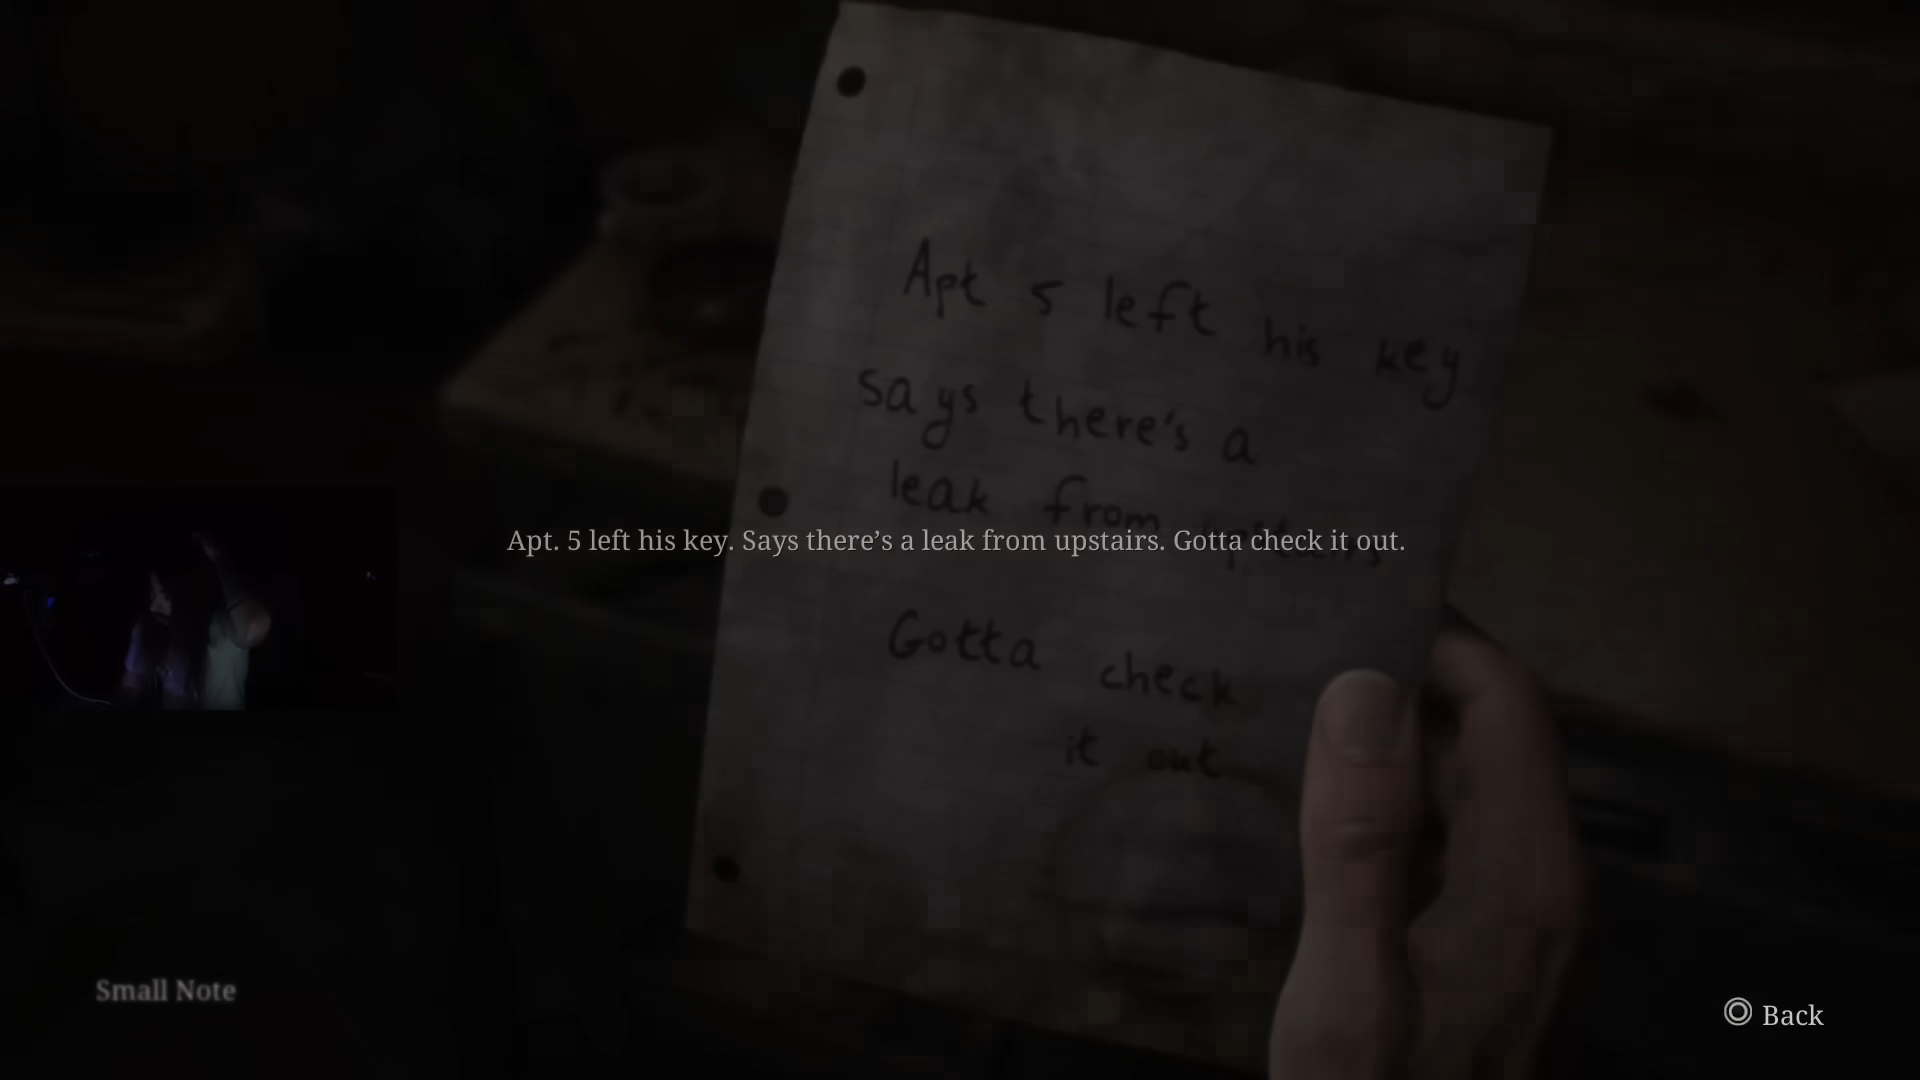 Apt 5 left his key
says there's a
leak from upstairs
Apt. 5 left his key. Says there’s a leak from upstairs. Gotta check it out.
Gotta check
it out
Small Note
Back